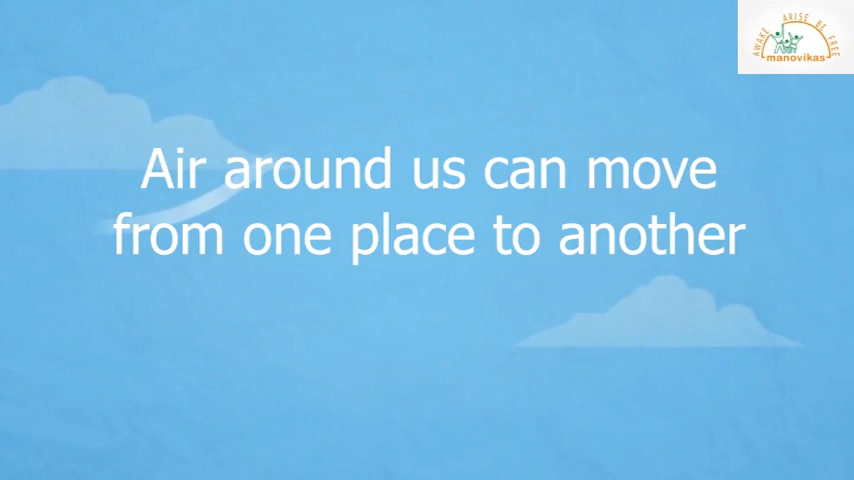 AWAKE ARISE BE FREE
manovikas
Air around us can move
from one place to another